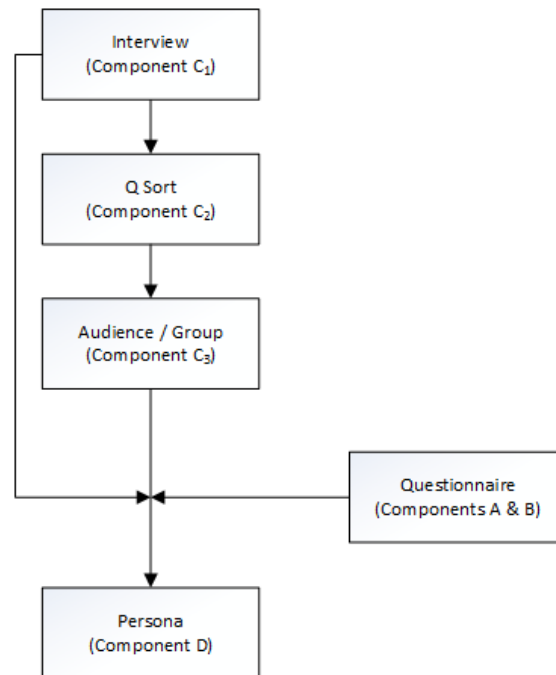 Interview
(Component C₁)
Q Sort
(Component C₂)
Audience / Group
(Component C₃)
Questionnaire
(Components A & B)
Persona
(Component D)